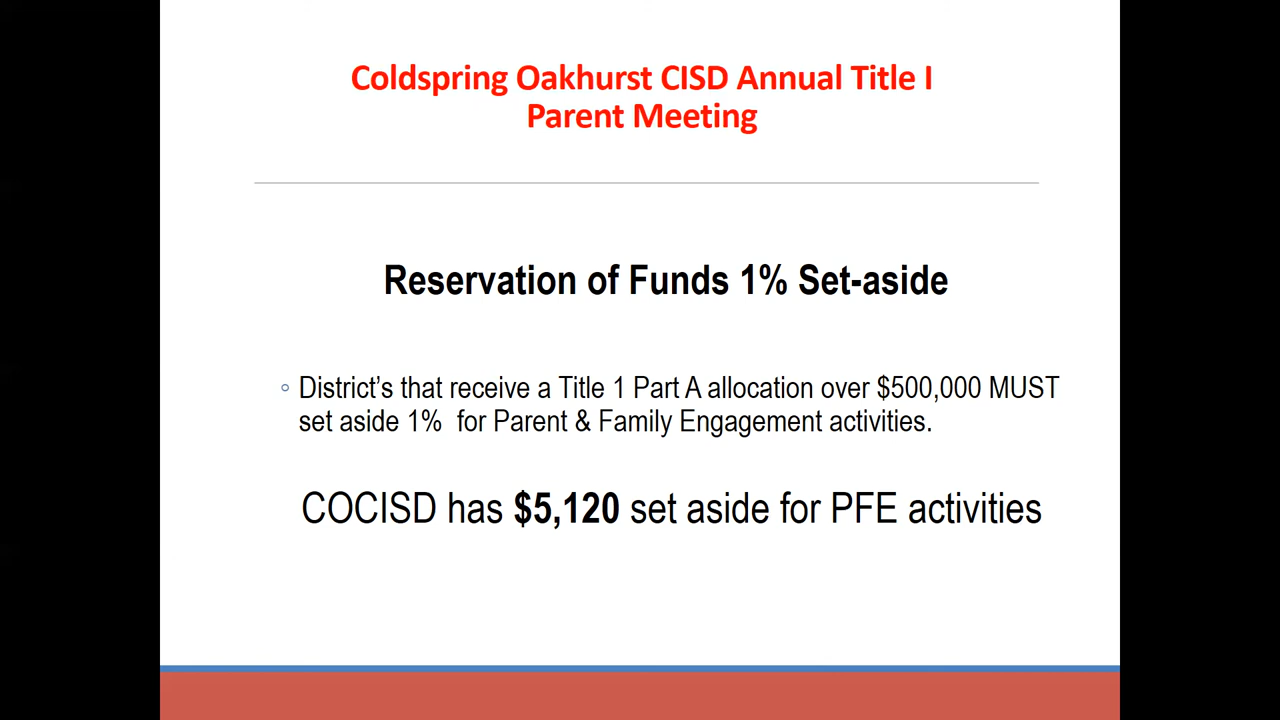 Coldspring Oakhurst CISD Annual Title I
Parent Meeting
Reservation of Funds 1% Set-aside
◦ District’s that receive a Title 1 Part A allocation over $500,000 MUST
set aside 1%  for Parent & Family Engagement activities.
COCISD has $5,120 set aside for PFE activities